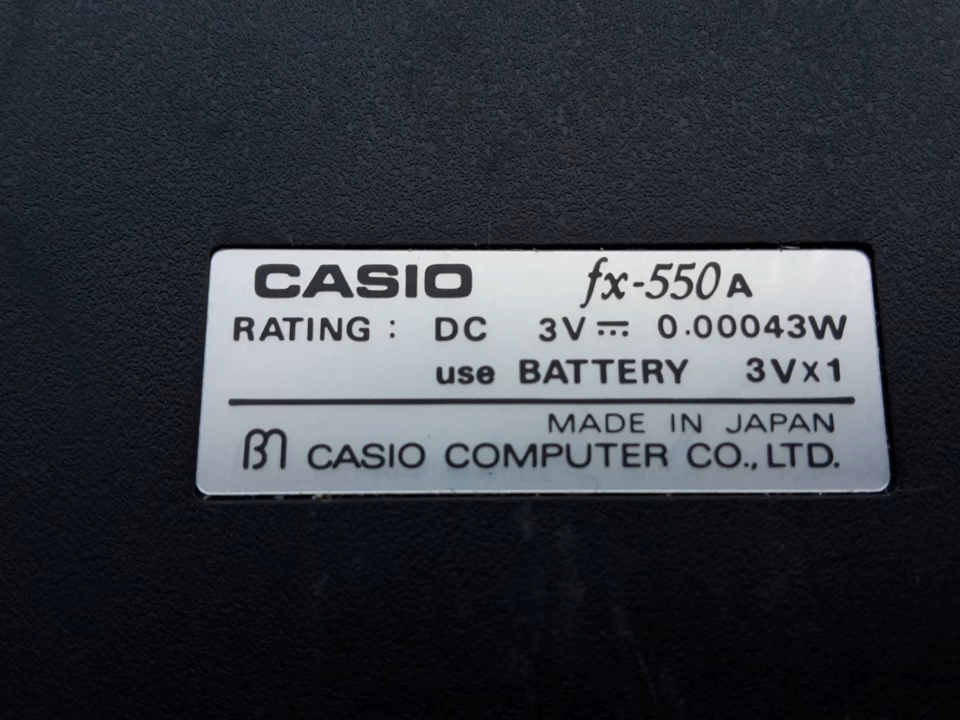 CASIO fx-550A
RATING : DC 3V⎓ 0.00043W
use BATTERY 3V×1
MADE IN JAPAN
CASIO COMPUTER CO., LTD.